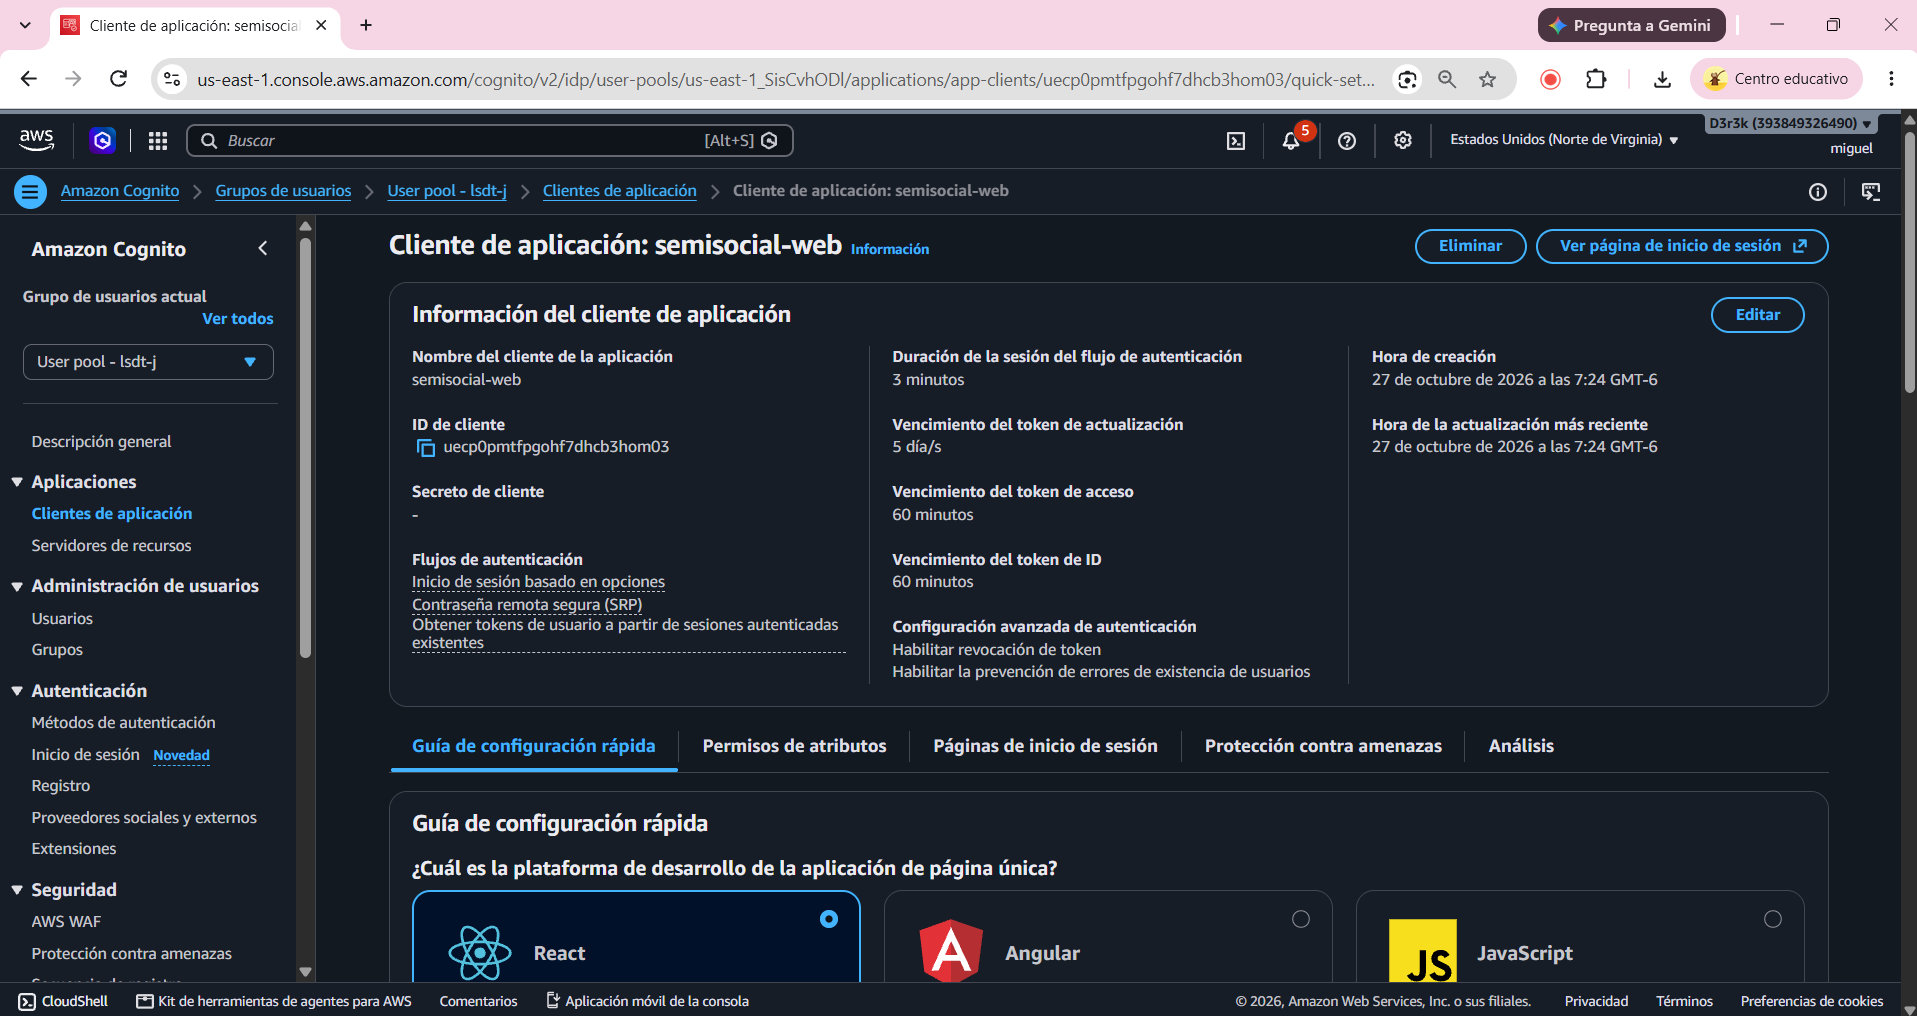 Cliente de aplicación: semisocial
Pregunta a Gemini
us-east-1.console.aws.amazon.com/cognito/v2/idp/user-pools/us-east-1_SisCvhODl/applications/app-clients/uecp0pmtfpgohf7dhcb3hom03/quick-set...
Centro educativo
aws
Buscar
[Alt+S]
5
Estados Unidos (Norte de Virginia)
D3r3k (393849326490)
miguel
Amazon Cognito
Grupos de usuarios
User pool - lsdt-j
Clientes de aplicación
Cliente de aplicación: semisocial-web
Amazon Cognito
Grupo de usuarios actual
Ver todos
User pool - lsdt-j
Descripción general
Aplicaciones
Clientes de aplicación
Servidores de recursos
Administración de usuarios
Usuarios
Grupos
Autenticación
Métodos de autenticación
Inicio de sesión Novedad
Registro
Proveedores sociales y externos
Extensiones
Seguridad
AWS WAF
Protección contra amenazas
Cliente de aplicación: semisocial-web Información
Eliminar
Ver página de inicio de sesión
Información del cliente de aplicación
Editar
Nombre del cliente de la aplicación
semisocial-web
ID de cliente
uecp0pmtfpgohf7dhcb3hom03
Secreto de cliente
-
Flujos de autenticación
Inicio de sesión basado en opciones
Contraseña remota segura (SRP)
Obtener tokens de usuario a partir de sesiones autenticadas
existentes
Duración de la sesión del flujo de autenticación
3 minutos
Vencimiento del token de actualización
5 día/s
Vencimiento del token de acceso
60 minutos
Vencimiento del token de ID
60 minutos
Configuración avanzada de autenticación
Habilitar revocación de token
Habilitar la prevención de errores de existencia de usuarios
Hora de creación
27 de octubre de 2026 a las 7:24 GMT-6
Hora de la actualización más reciente
27 de octubre de 2026 a las 7:24 GMT-6
Guía de configuración rápida
Permisos de atributos
Páginas de inicio de sesión
Protección contra amenazas
Análisis
Guía de configuración rápida
¿Cuál es la plataforma de desarrollo de la aplicación de página única?
React
A
Angular
JS
JavaScript
CloudShell
Kit de herramientas de agentes para AWS
Comentarios
Aplicación móvil de la consola
© 2026, Amazon Web Services, Inc. o sus filiales.
Privacidad
Términos
Preferencias de cookies